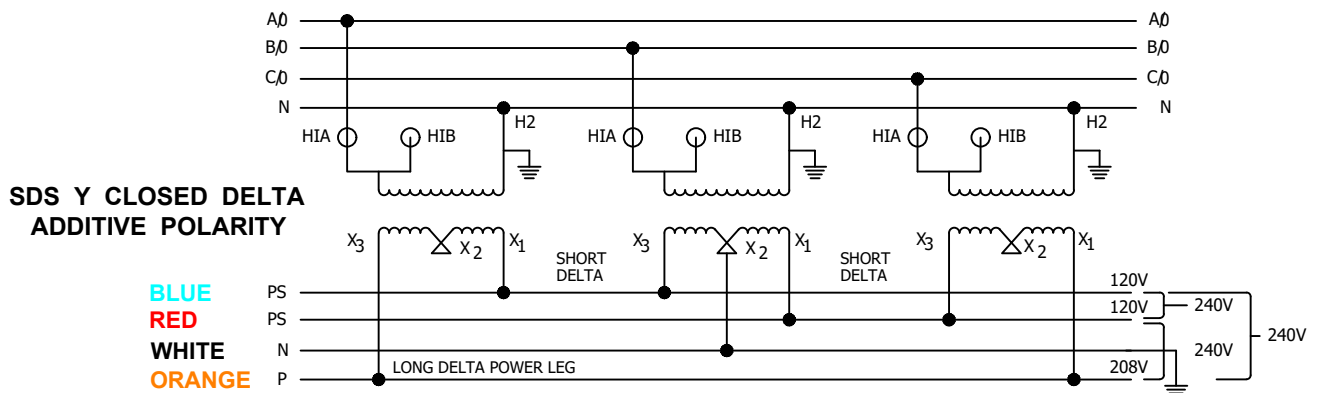 A/0 A/0
B/0 B/0
C/0 C/0
N N
HIA HIB H2 HIA HIB H2 HIA HIB H2
SDS Y CLOSED DELTA
ADDITIVE POLARITY
X3 X2 X1 X3 X2 X1 X3 X2 X1
SHORT
DELTA
SHORT
DELTA
BLUE PS 120V
RED PS 120V 240V
240V
WHITE N 240V
ORANGE P LONG DELTA POWER LEG 208V